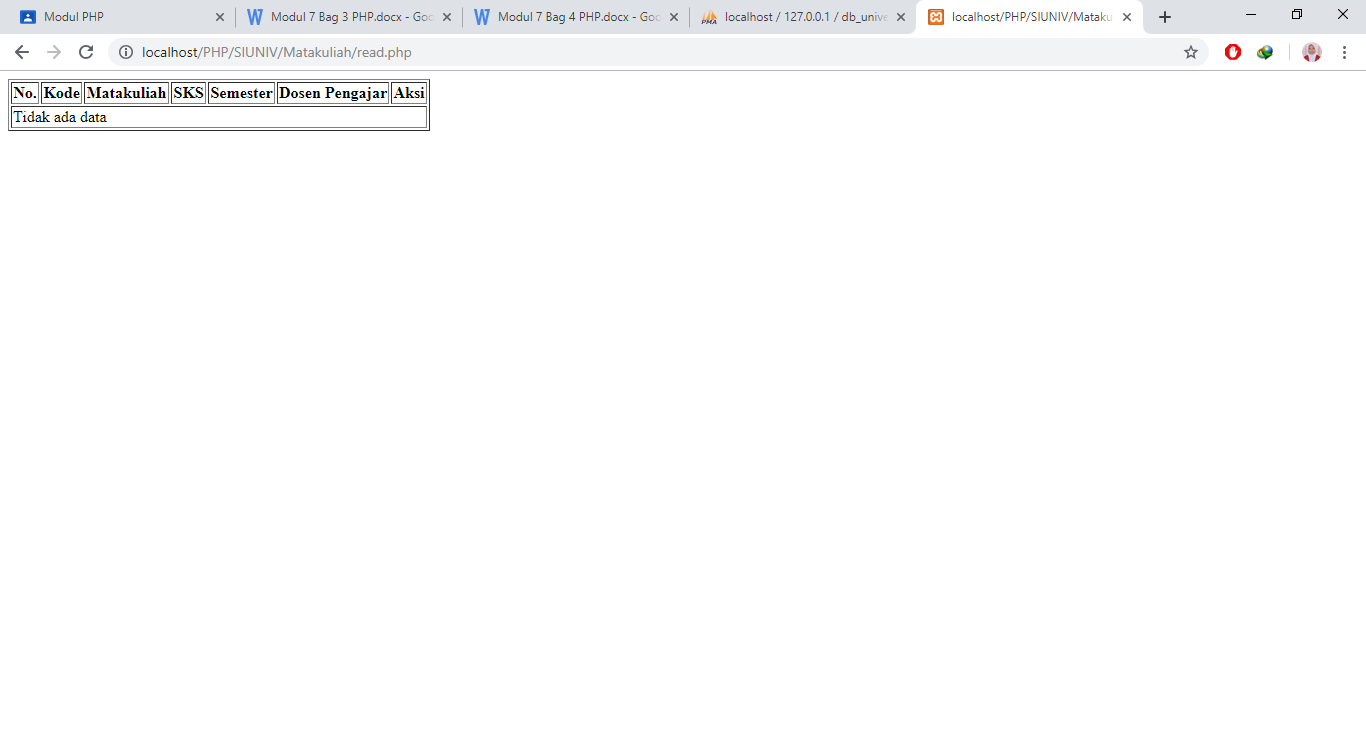 Modul PHP
Modul 7 Bag 3 PHP.docx - Goo
Modul 7 Bag 4 PHP.docx - Goo
localhost / 127.0.0.1 / db_unive
localhost/PHP/SIUNIV/Mataku
localhost/PHP/SIUNIV/Matakuliah/read.php
No. Kode Matakuliah SKS Semester Dosen Pengajar Aksi
Tidak ada data